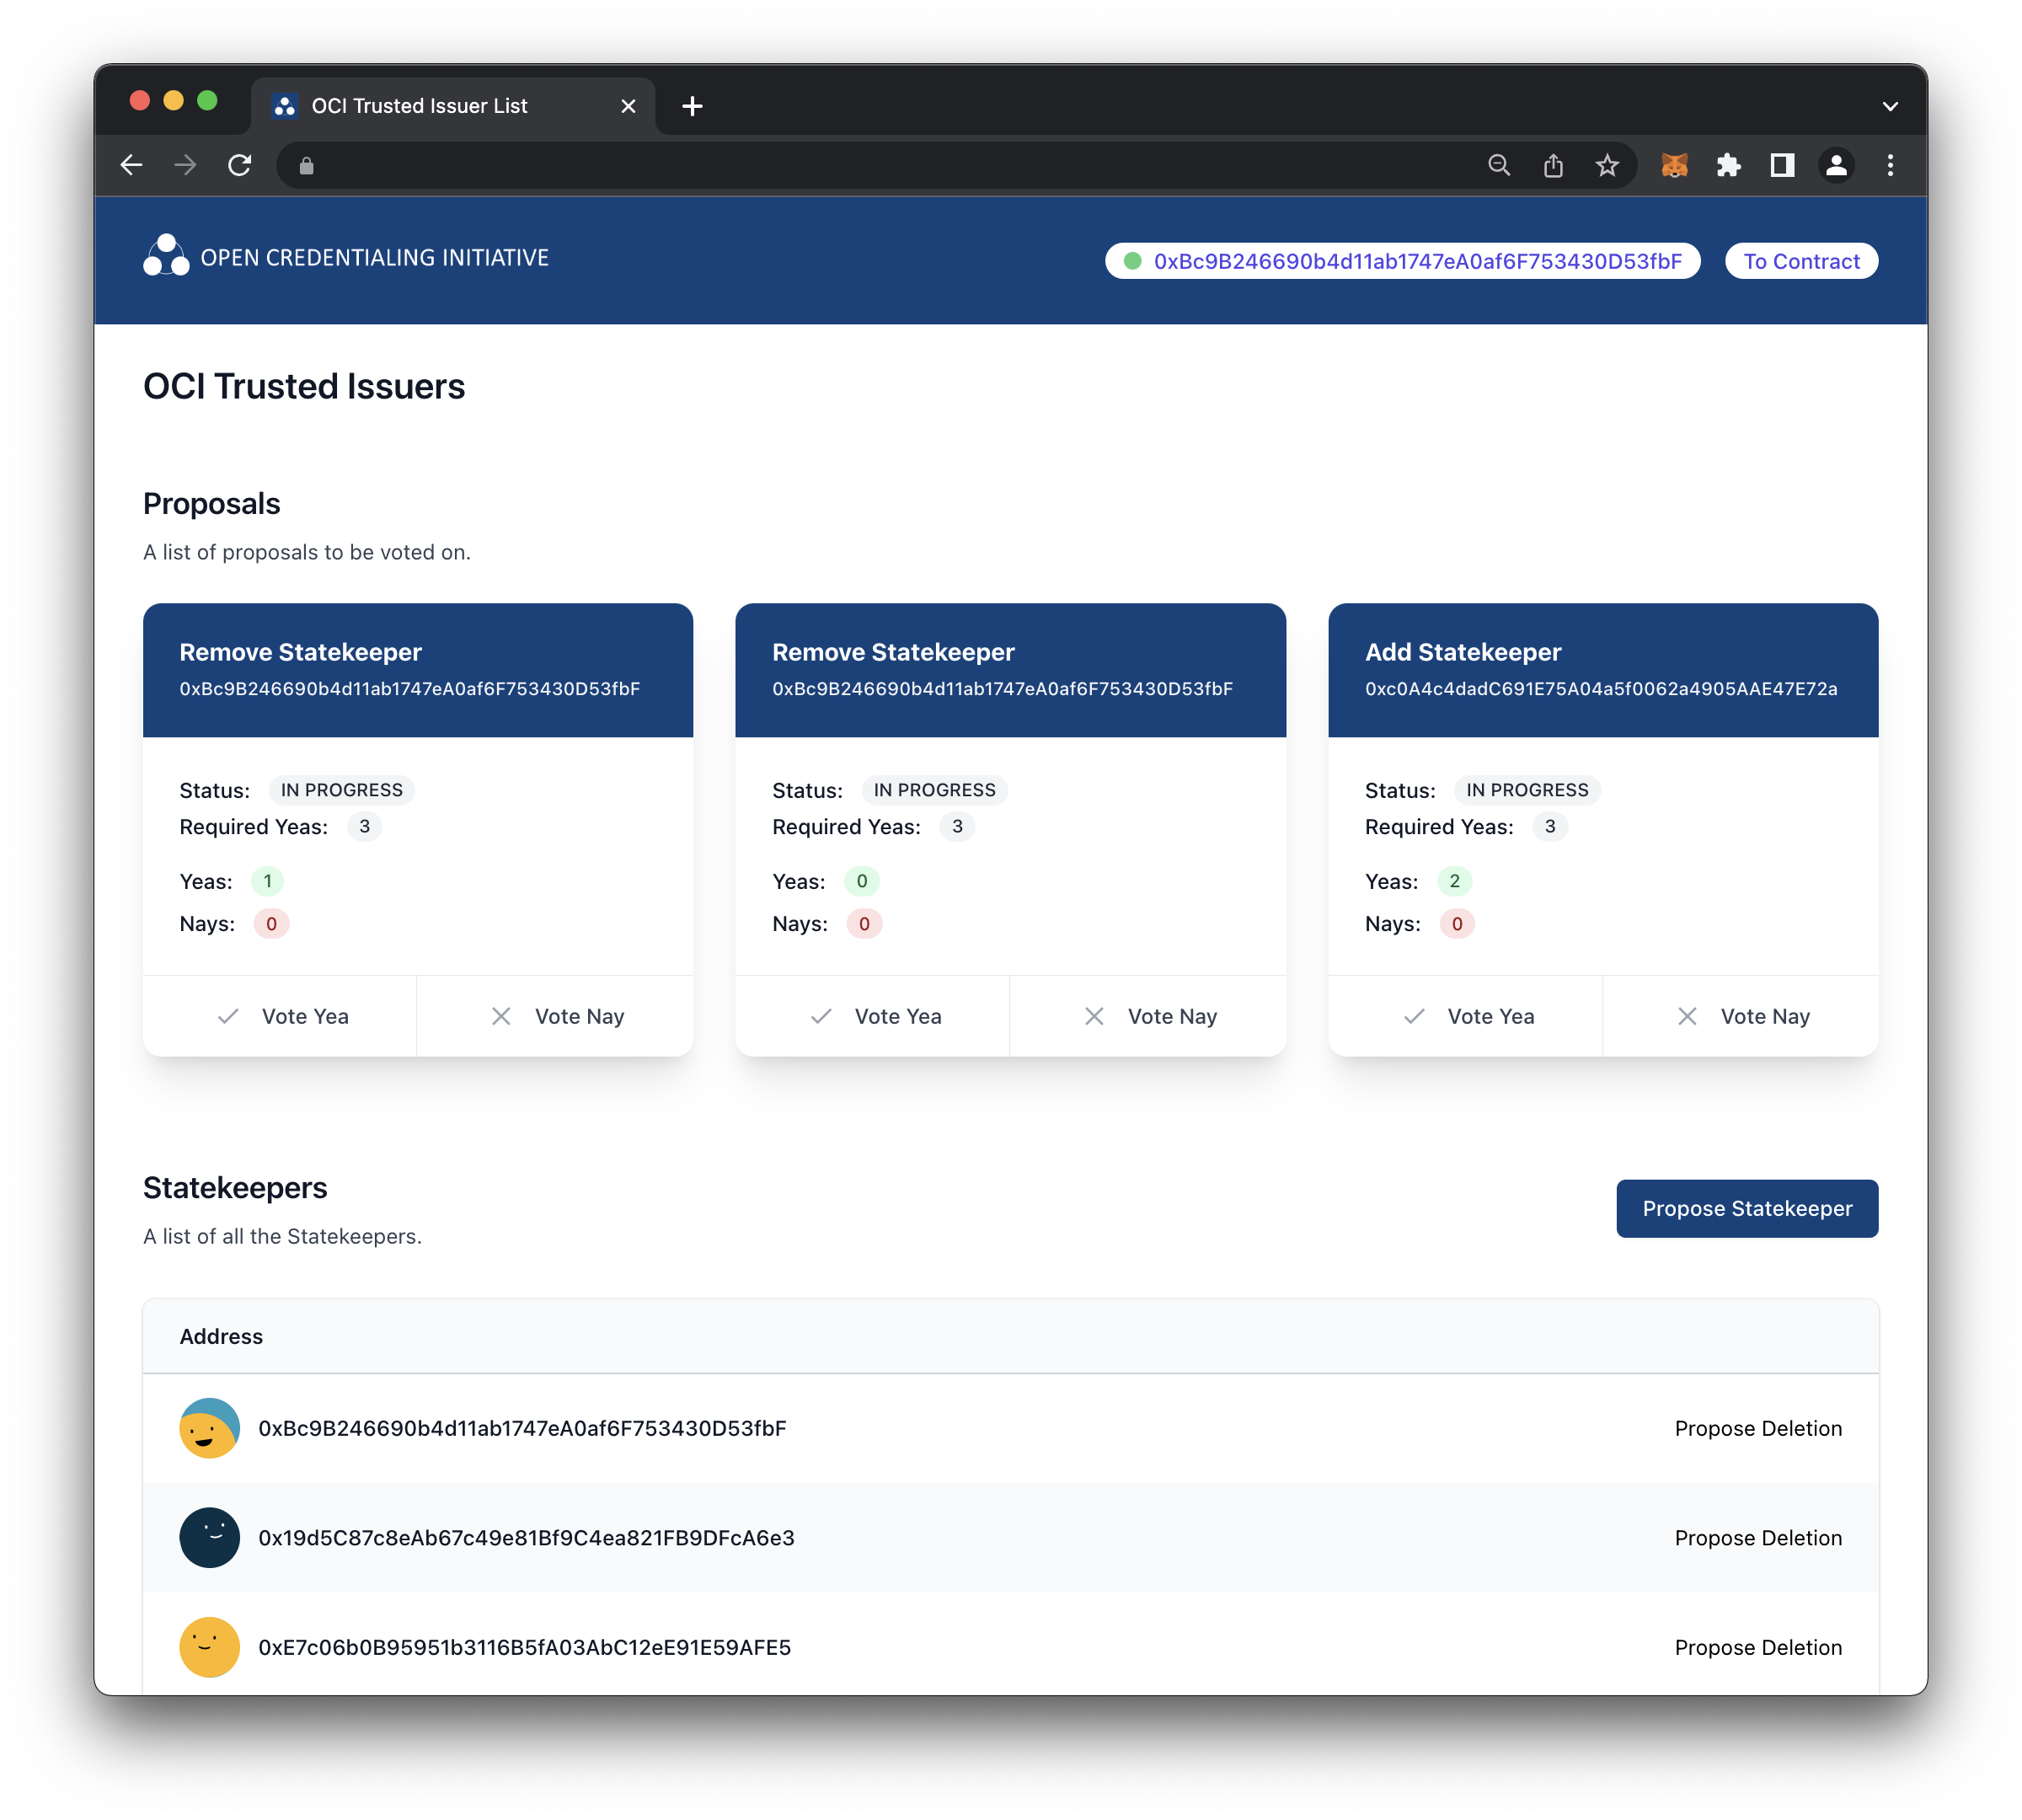 OCI Trusted Issuer List
OPEN CREDENTIALING INITIATIVE
0xBc9B246690b4d11ab1747eA0af6F753430D53fbF
To Contract
OCI Trusted Issuers
Proposals
A list of proposals to be voted on.
Remove Statekeeper
0xBc9B246690b4d11ab1747eA0af6F753430D53fbF
Status: IN PROGRESS
Required Yeas: 3
Yeas: 1
Nays: 0
Vote Yea
Vote Nay
Remove Statekeeper
0xBc9B246690b4d11ab1747eA0af6F753430D53fbF
Status: IN PROGRESS
Required Yeas: 3
Yeas: 0
Nays: 0
Vote Yea
Vote Nay
Add Statekeeper
0xc0A4c4dadC691E75A04a5f0062a4905AAE47E72a
Status: IN PROGRESS
Required Yeas: 3
Yeas: 2
Nays: 0
Vote Yea
Vote Nay
Statekeepers
A list of all the Statekeepers.
Propose Statekeeper
Address
0xBc9B246690b4d11ab1747eA0af6F753430D53fbF
Propose Deletion
0x19d5C87c8eAb67c49e81Bf9C4ea821FB9DFcA6e3
Propose Deletion
0xE7c06b0B95951b3116B5fA03AbC12eE91E59AFE5
Propose Deletion